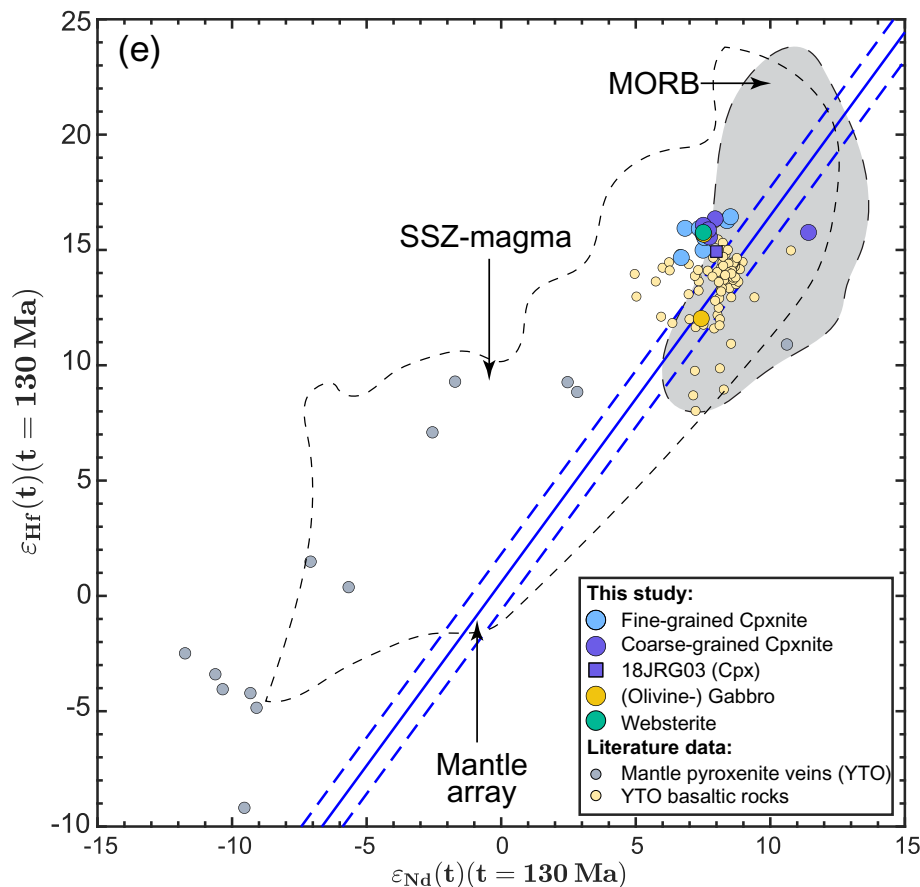 (e)
25
20
15
10
5
0
-5
-10
εHf(t)(t = 130 Ma)
MORB
SSZ-magma
Mantle
array
This study:
Fine-grained Cpxnite
Coarse-grained Cpxnite
18JRG03 (Cpx)
(Olivine-) Gabbro
Websterite
Literature data:
Mantle pyroxenite veins (YTO)
YTO basaltic rocks
-15 -10 -5 0 5 10 15
εNd(t)(t = 130 Ma)